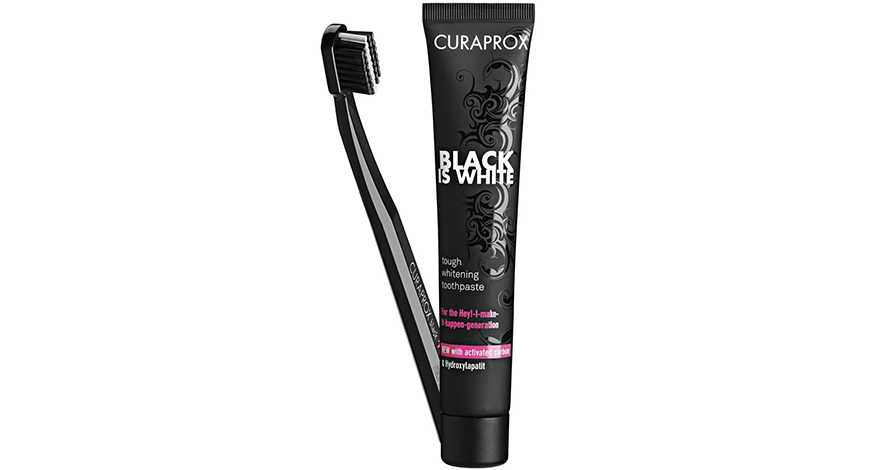 CURAPROX
BLACK
IS WHITE
tough
whitening
toothpaste
For the Hey!-I-make-
it-happen-generation
NEW with activated carbon
& Hydroxylapatit
CURAPROX